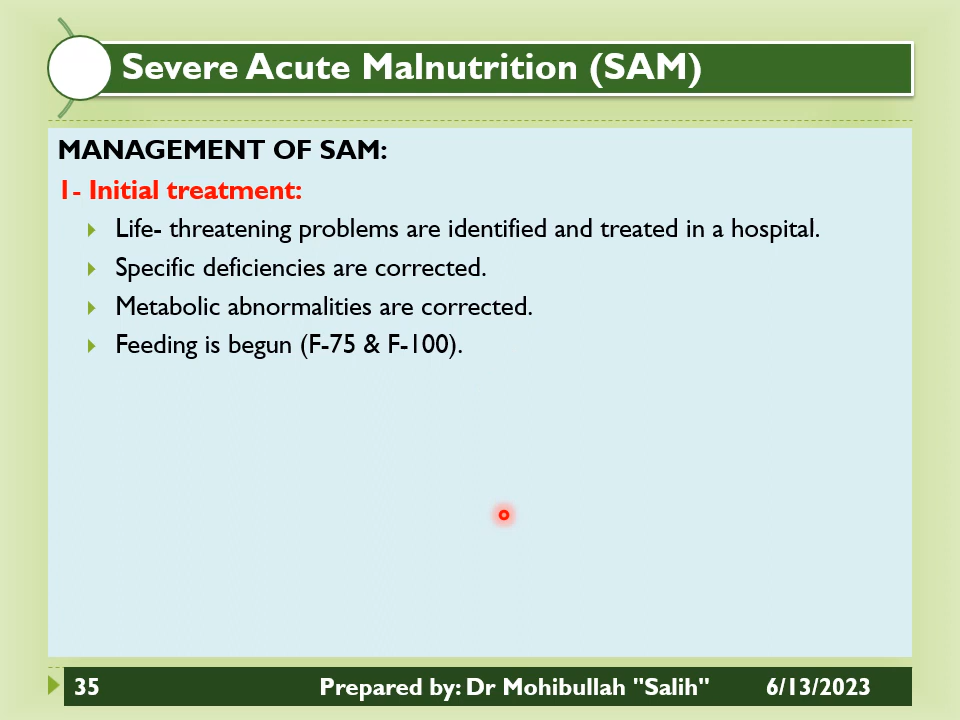 Severe Acute Malnutrition (SAM)
MANAGEMENT OF SAM:
1- Initial treatment:
Life- threatening problems are identified and treated in a hospital.
Specific deficiencies are corrected.
Metabolic abnormalities are corrected.
Feeding is begun (F-75 & F-100).
35 Prepared by: Dr Mohibullah "Salih" 6/13/2023